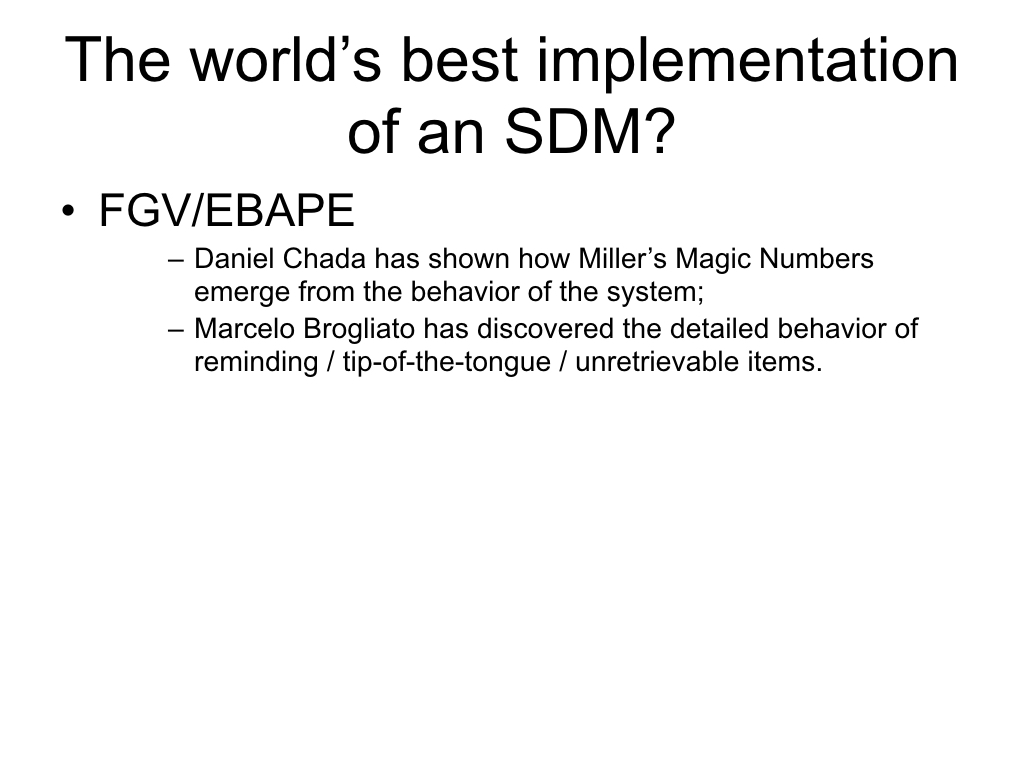 The world’s best implementation
of an SDM?
• FGV/EBAPE
– Daniel Chada has shown how Miller’s Magic Numbers
emerge from the behavior of the system;
– Marcelo Brogliato has discovered the detailed behavior of
reminding / tip-of-the-tongue / unretrievable items.